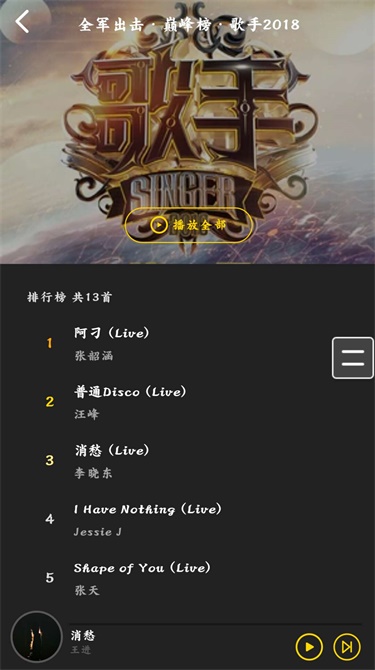 全軍出击·巅峰榜·歌手2018
歌手
SINGER
播放全部
排行榜 共13首
1
阿刁 (Live)
张韶涵
2
普通Disco (Live)
汪峰
3
消愁 (Live)
李晓东
4
I Have Nothing (Live)
Jessie J
5
Shape of You (Live)
张天
消愁